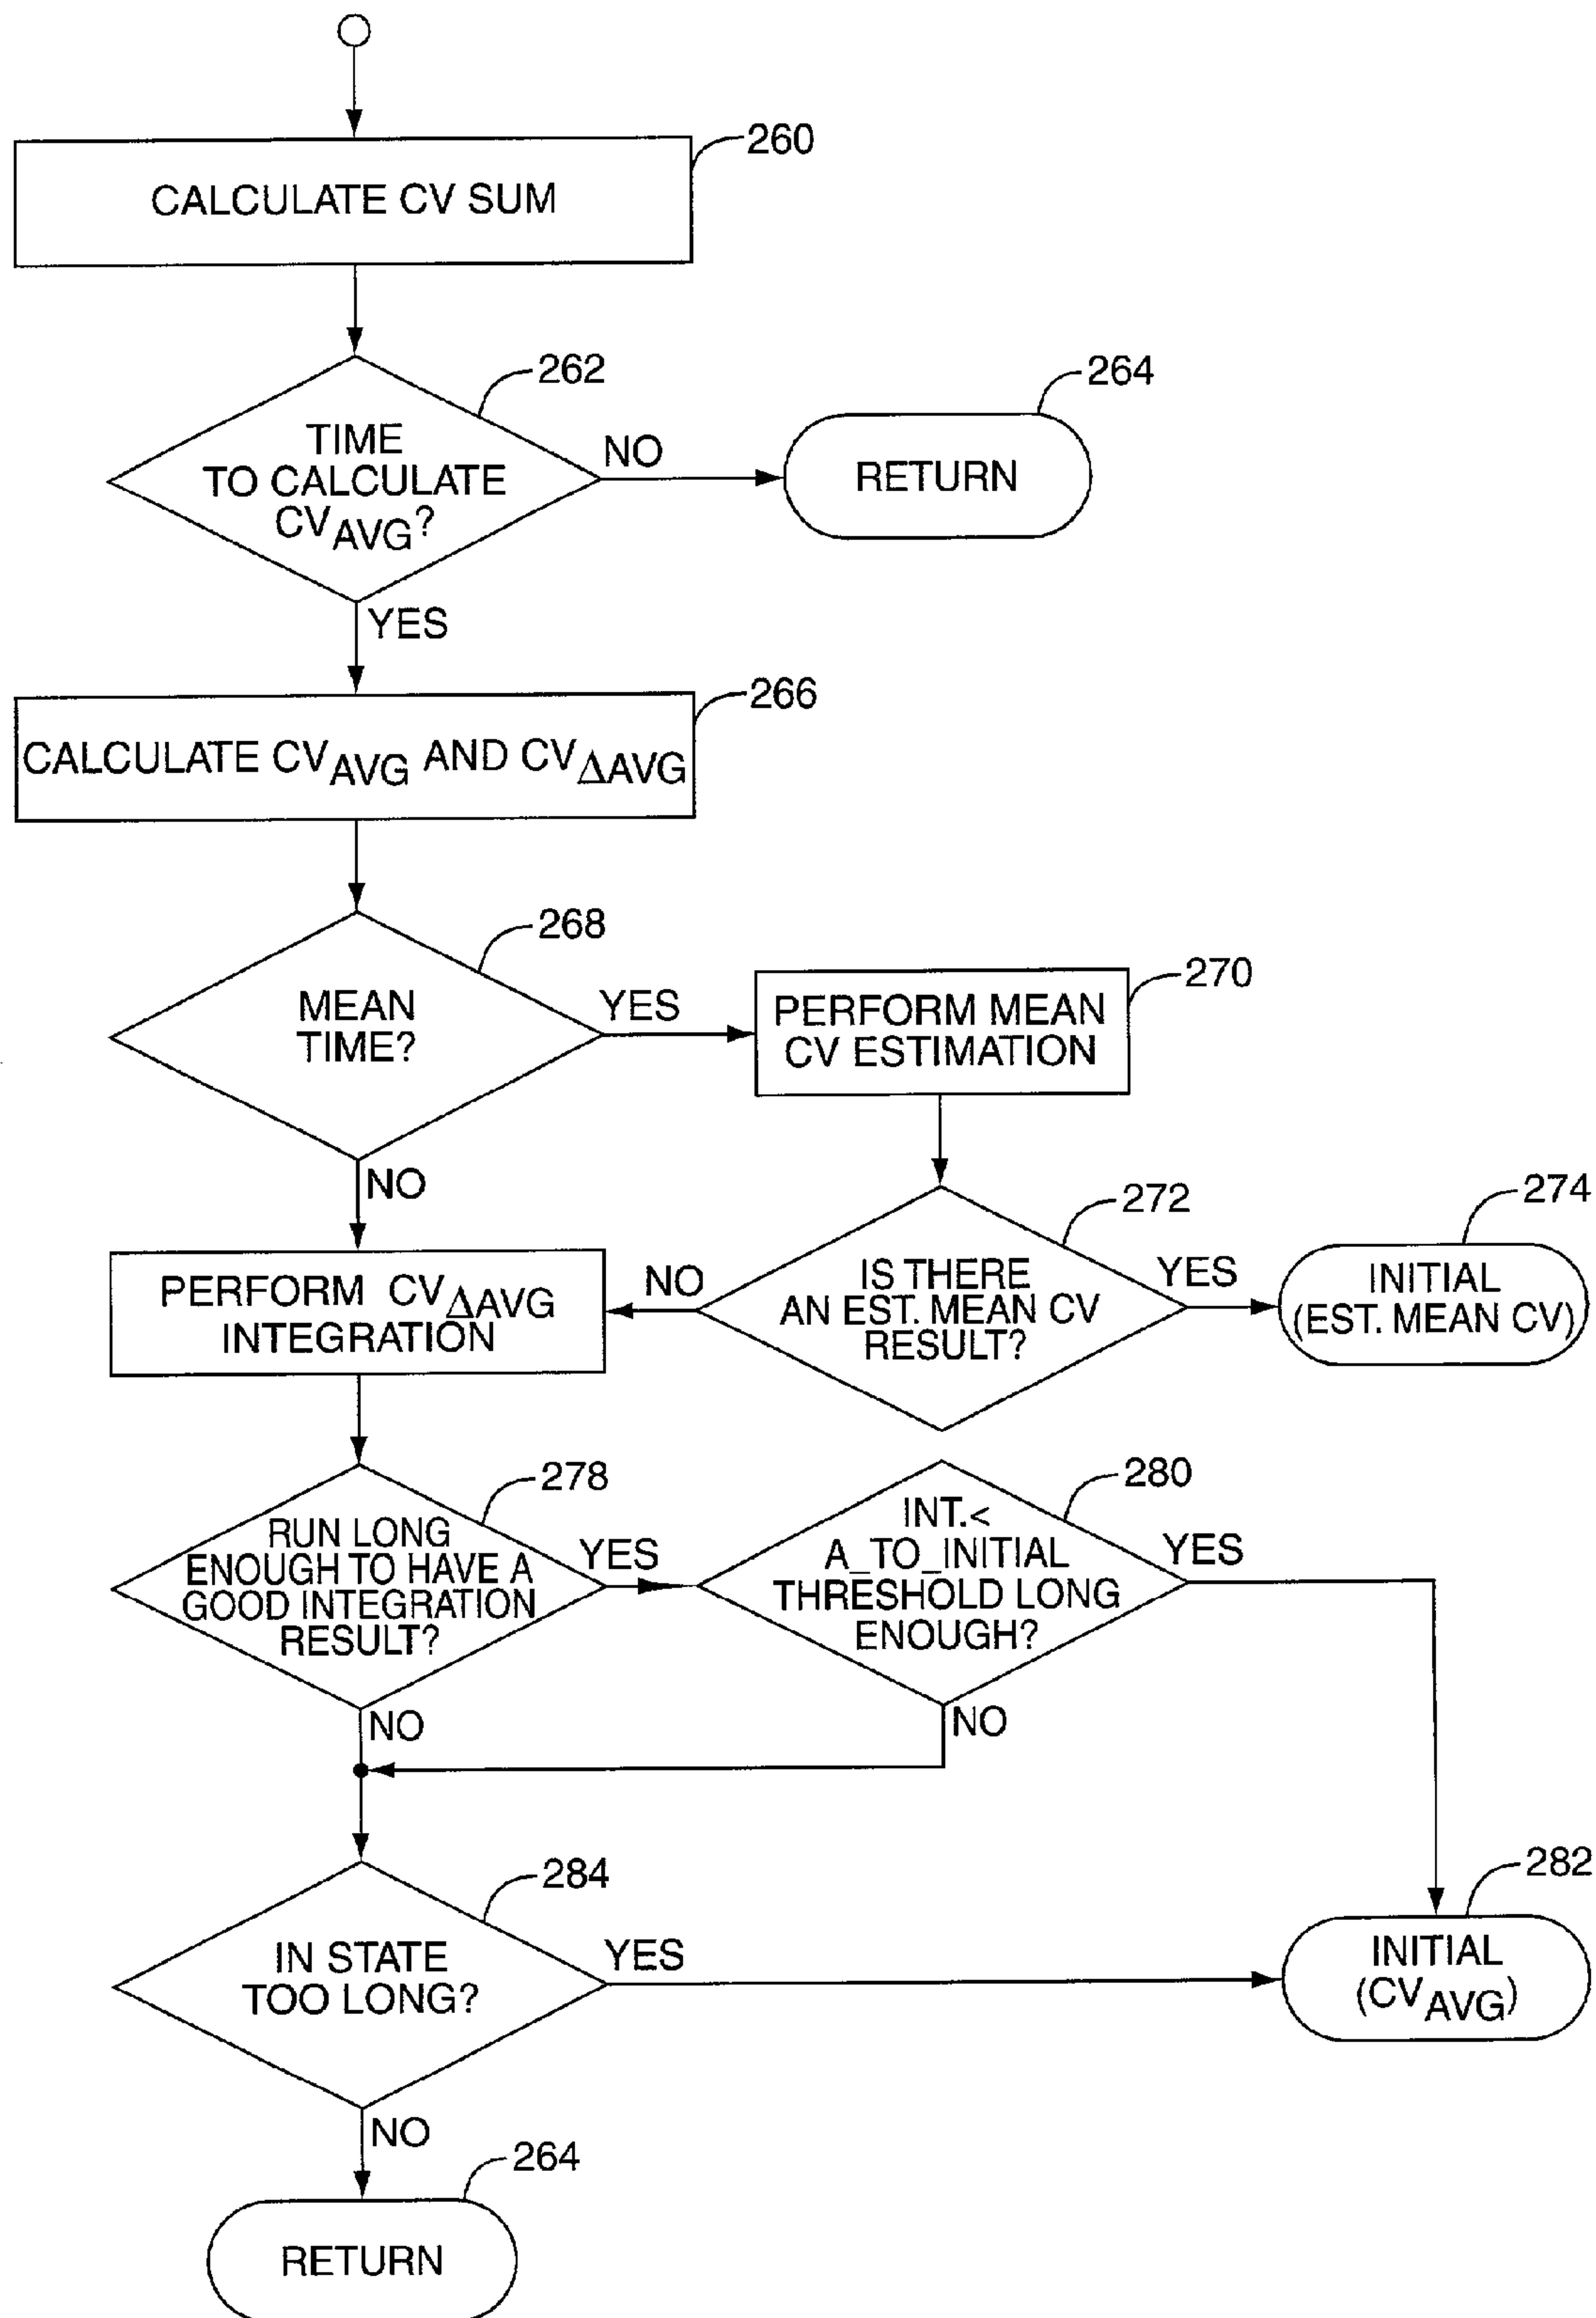 260
CALCULATE CV SUM
262
TIME
TO CALCULATE
CVAVG?
NO
264
RETURN
YES
266
CALCULATE CVAVG AND CVΔAVG
268
MEAN
TIME?
YES
270
PERFORM MEAN
CV ESTIMATION
NO
272
IS THERE
AN EST. MEAN CV
RESULT?
YES
274
INITIAL
(EST. MEAN CV)
NO
PERFORM CVΔAVG
INTEGRATION
278
RUN LONG
ENOUGH TO HAVE A
GOOD INTEGRATION
RESULT?
YES
280
INT.<
A_TO_INITIAL
THRESHOLD LONG
ENOUGH?
YES
NO
NO
284
IN STATE
TOO LONG?
YES
282
INITIAL
(CVAVG)
NO
264
RETURN